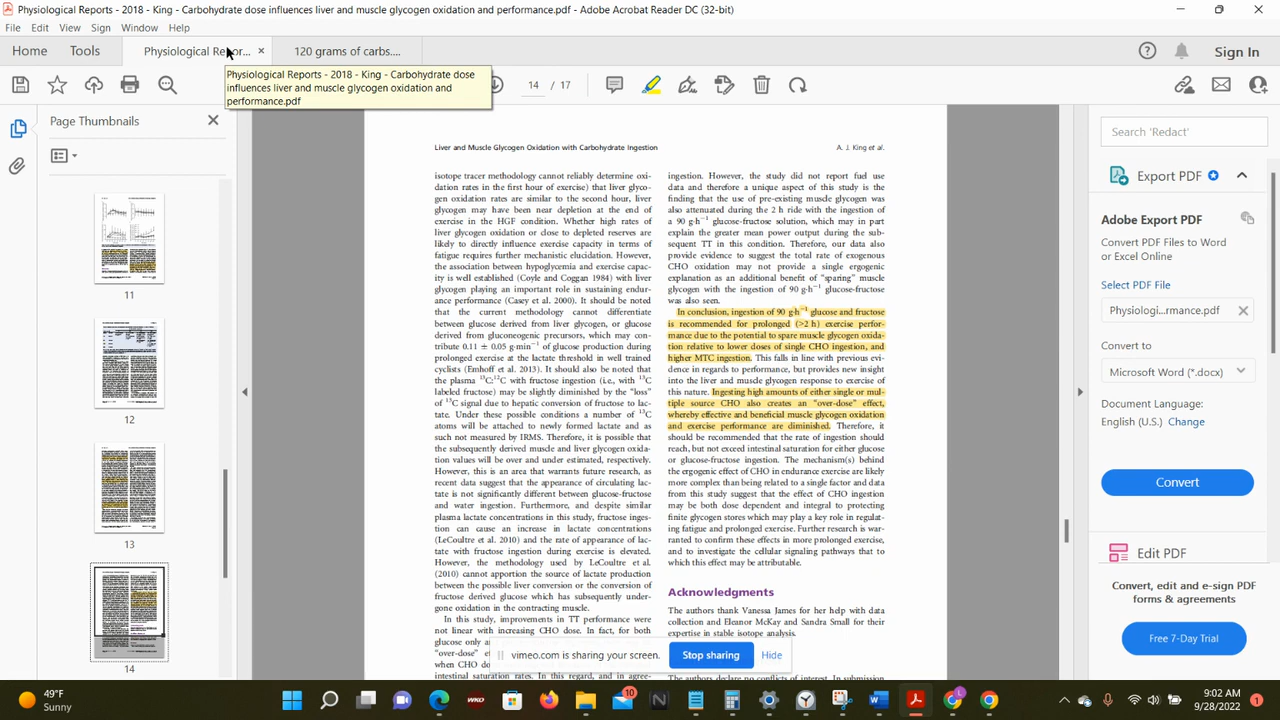 Physiological Reports - 2018 - King - Carbohydrate dose influences liver and muscle glycogen oxidation and performance.pdf - Adobe Acrobat Reader DC (32-bit)
File Edit View Sign Window Help
Home Tools Physiological Repor... × 120 grams of carbs.... Sign In
Physiological Reports - 2018 - King - Carbohydrate dose
influences liver and muscle glycogen oxidation and
performance.pdf
14 / 17
Page Thumbnails
11
12
13
14
Liver and Muscle Glycogen Oxidation with Carbohydrate Ingestion
A. J. King et al.
isotope tracer methodology cannot reliably determine oxi-
dation rates in the first hour of exercise) that liver glyco-
gen oxidation rates are similar to the second hour, liver
glycogen may have been near depletion at the end of
exercise in the HGF condition. Whether high rates of
liver glycogen oxidation or close to depleted reserves are
likely to directly influence exercise capacity in terms of
fatigue requires further mechanistic elucidation. However,
the association between hypoglycemia and exercise capac-
ity is well established (Coyle and Coggan 1984) with liver
glycogen playing an important role in sustaining endur-
ance performance (Casey et al. 2000). It should be noted
that the current methodology cannot differentiate
between glucose derived from liver glycogen, or glucose
derived from gluconeogenic precursors, which may con-
tribute 0.11 ± 0.05 g·min⁻¹ of glucose production during
prolonged exercise at the lactate threshold in well trained
cyclists (Emhoff et al. 2013). It should also be noted that
the plasma ¹³C:¹²C with fructose ingestion (i.e., with ¹³C
labeled fructose) may be slightly diminished by the "loss"
of ¹³C signal due to hepatic conversion of fructose to lac-
tate. Under these possible conditions a number of ¹³C
atoms will be attached to newly formed lactate and as
such not measured by IRMS. Therefore, it is possible that
the subsequently derived muscle and liver glycogen oxida-
tion values will be over and under estimated, respectively.
However, this is an area that warrants future research, as
recent data suggest that the appearance of circulating lac-
tate is not significantly different between glucose-fructose
and water ingestion. Furthermore, and despite similar
plasma lactate concentrations in this study, fructose inges-
tion can cause an increase in lactate concentrations
(LeCoultre et al. 2010) and the rate of appearance of lac-
tate with fructose ingestion during exercise is elevated.
However, the methodology used by LeCoultre et al.
(2010) cannot apportion the source of lactate production
between the possible liver conversion or the conversion of
fructose derived glucose which has subsequently under-
gone oxidation in the contracting muscle.
In this study, improvements in TT performance were
not linear with increasing CHO dose. In fact, for both
glucose only a
"over-dose" e
when CHO do
intestinal saturation rates. In this regard, and in agree-
ingestion. However, the study did not report fuel use
data and therefore a unique aspect of this study is the
finding that the use of pre-existing muscle glycogen was
also attenuated during the 2 h ride with the ingestion of
a 90 g·h⁻¹ glucose-fructose solution, which may in part
explain the greater mean power output during the sub-
sequent TT in this condition. Therefore, our data also
provide evidence to suggest the total rate of exogenous
CHO oxidation may not provide a single ergogenic
explanation as an additional benefit of "sparing" muscle
glycogen with the ingestion of 90 g·h⁻¹ glucose-fructose
was also seen.
In conclusion, ingestion of 90 g·h⁻¹ glucose and fructose
is recommended for prolonged (>2 h) exercise perfor-
mance due to the potential to spare muscle glycogen oxida-
tion relative to lower doses of single CHO ingestion, and
higher MTC ingestion. This falls in line with previous evi-
dence in regards to performance, but provides new insight
into the liver and muscle glycogen response to exercise of
this nature. Ingesting high amounts of either single or mul-
tiple source CHO also creates an "over-dose" effect,
whereby effective and beneficial muscle glycogen oxidation
and exercise performance are diminished. Therefore, it
should be recommended that the rate of ingestion should
reach, but not exceed intestinal saturation for either glucose
or glucose-fructose ingestion. The mechanism(s) behind
the ergogenic effect of CHO in endurance exercise are likely
more complex than being related to a single factor and data
from this study suggest that the effect of CHO ingestion
may be both dose dependent and integral to protecting
finite glycogen stores which may play a key role in regulat-
ing fatigue and prolonged exercise. Further research is war-
ranted to confirm these effects in more prolonged exercise,
and to investigate the cellular signaling pathways that to
which this effect may be attributable.
Acknowledgments
The authors thank Vanessa James for her help with data
collection and Eleanor McKay and Sandra Small for their
expertise in stable isotope analysis.
vimeo.com is sharing your screen. Stop sharing Hide
Search 'Redact'
Export PDF
Adobe Export PDF
Convert PDF Files to Word
or Excel Online
Select PDF File
Physiologi...rmance.pdf
Convert to
Microsoft Word (*.docx)
Document Language:
English (U.S.) Change
Convert
Edit PDF
Convert, edit and e-sign PDF
forms & agreements
Free 7-Day Trial
49°F
Sunny
10
9:02 AM
9/28/2022